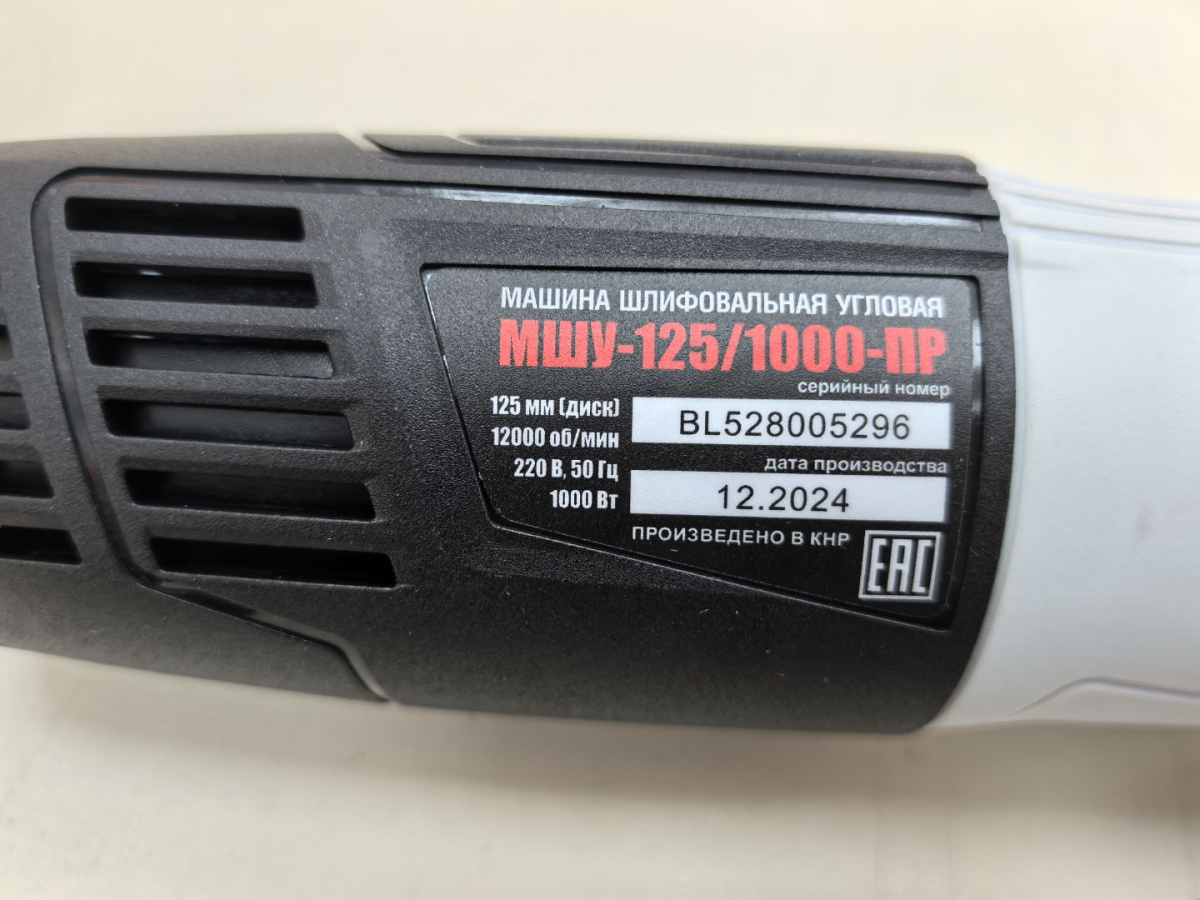 МАШИНА ШЛИФОВАЛЬНАЯ УГЛОВАЯ
МШУ-125/1000-ПР
125 мм (диск)
12000 об/мин
220 В, 50 Гц
1000 Вт
серийный номер
BL528005296
дата производства
12.2024
ПРОИЗВЕДЕНО В КНР
EAC